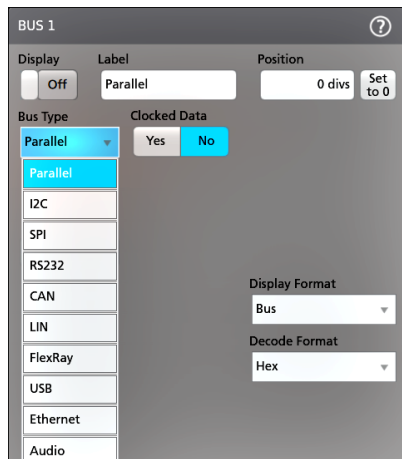 BUS 1
?
Display Label Position
Off Parallel 0 divs Set to 0
Bus Type Clocked Data
Parallel Yes No
Parallel
I2C
SPI
RS232
CAN
LIN
FlexRay
USB
Ethernet
Audio
Display Format
Bus
Decode Format
Hex